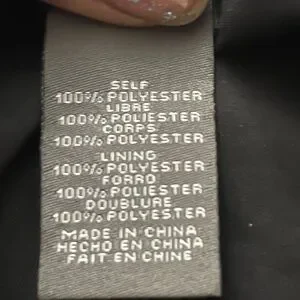 SELF
100% POLYESTER
LIBRE
100% POLIESTER
CORPS
100% POLYESTER
LINING
100% POLYESTER
FORRO
100% POLIESTER
DOUBLURE
100% POLYESTER
MADE IN CHINA
HECHO EN CHINA
FAIT EN CHINE